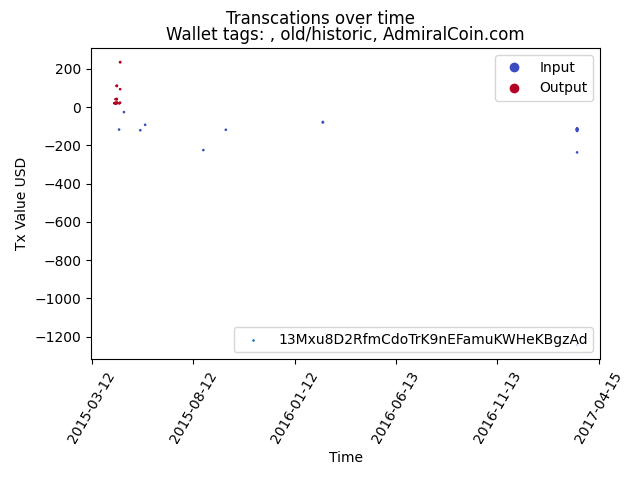 Transcations over time
Wallet tags: , old/historic, AdmiralCoin.com
200
0
−200
−400
−600
−800
−1000
−1200
Tx Value USD
Input
Output
13Mxu8D2RfmCdoTrK9nEFamuKWHeKBgzAd
2015-03-12
2015-08-12
2016-01-12
2016-06-13
2016-11-13
2017-04-15
Time